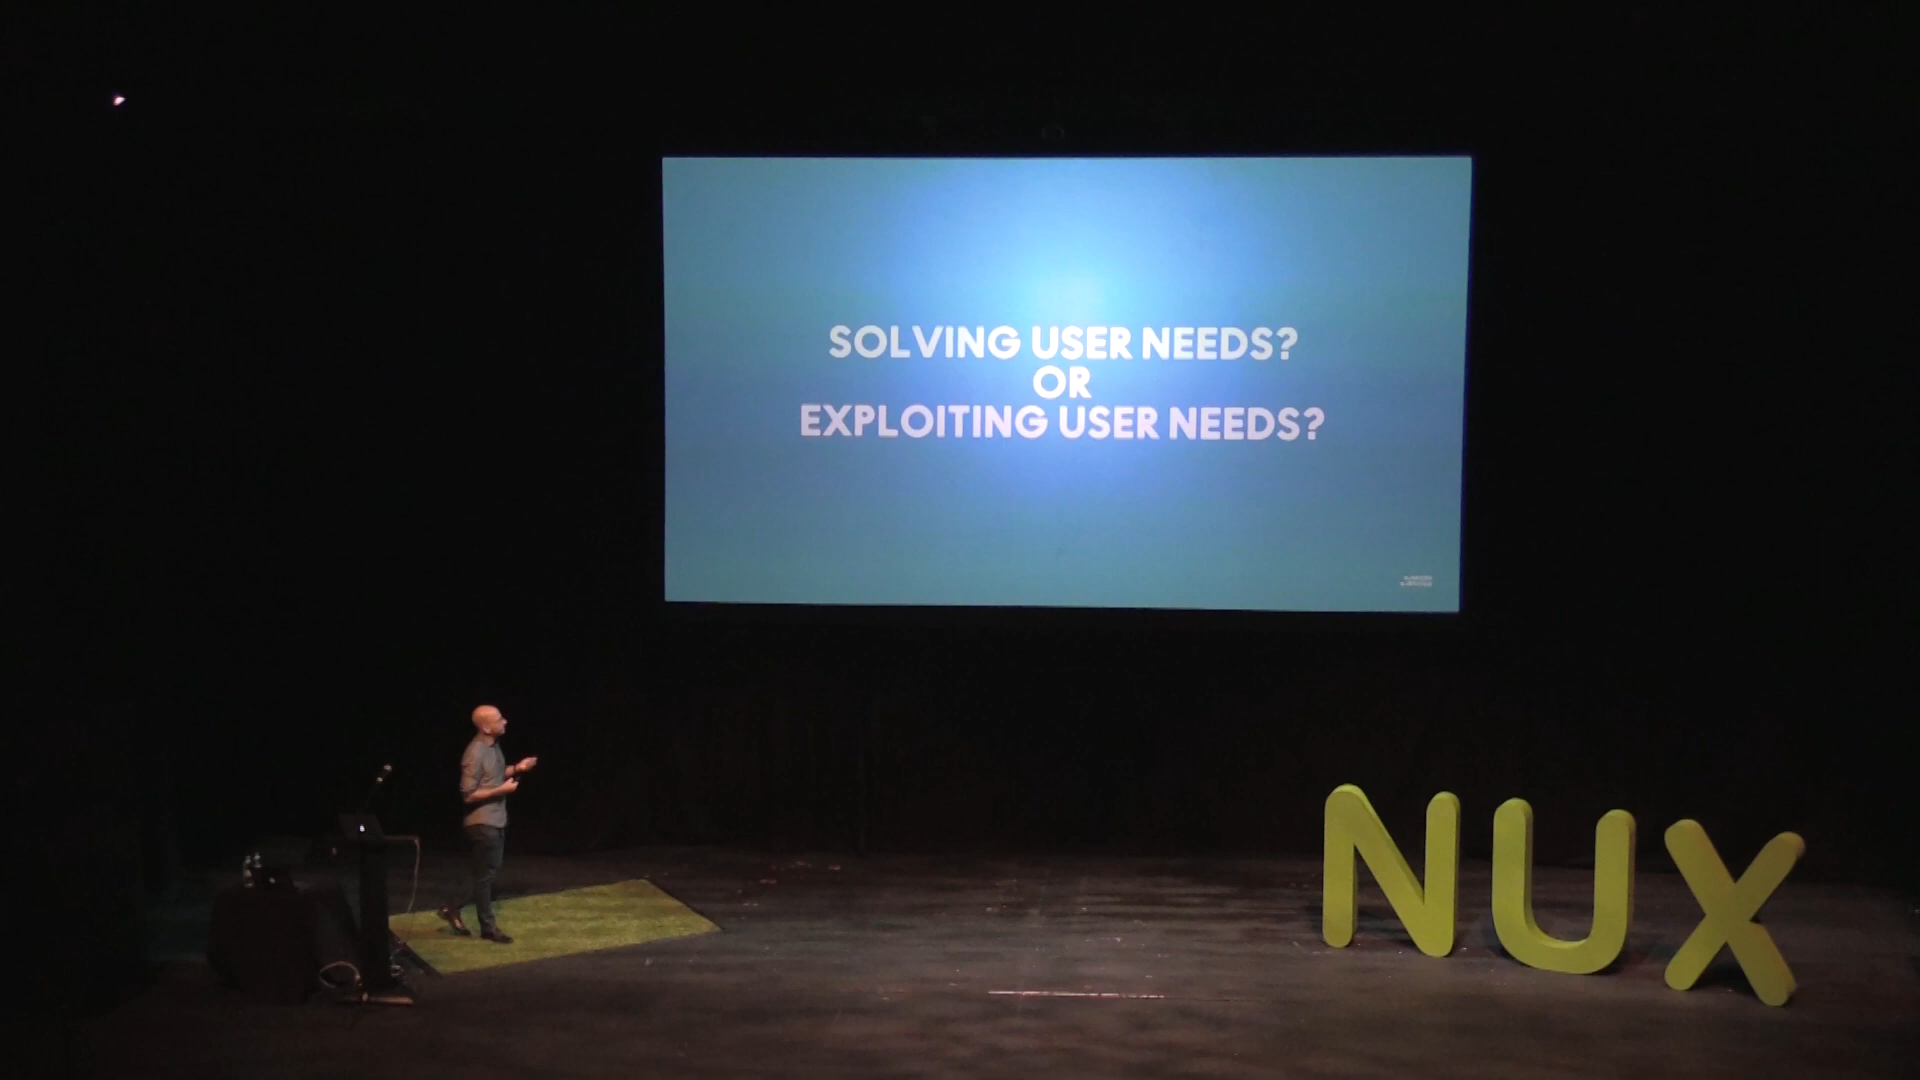 SOLVING USER NEEDS?
OR
EXPLOITING USER NEEDS?
NUX